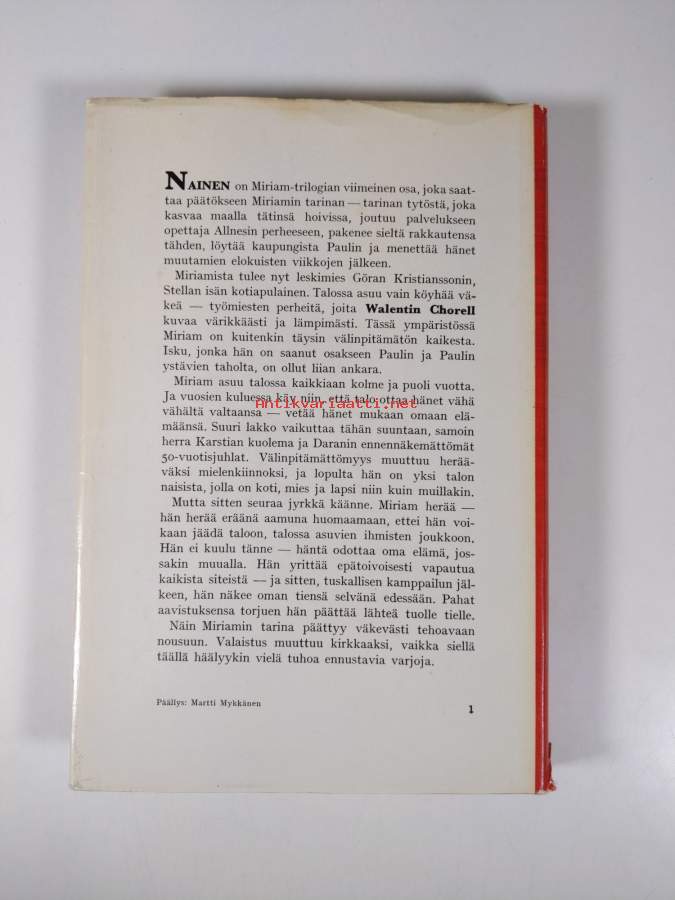 NAINEN on Miriam-trilogian viimeinen osa, joka saat-
taa päätökseen Miriamin tarinan — tarinan tytöstä, joka
kasvaa maalla tätinsä hoivissa, joutuu palvelukseen
opettaja Allnesin perheeseen, pakenee sieltä rakkautensa
tähden, löytää kaupungista Paulin ja menettää hänet
muutamien elokuisten viikkojen jälkeen.
Miriamista tulee nyt leskimies Göran Kristianssonin,
Stellan isän kotiapulainen. Talossa asuu vain köyhää vä-
keä — työmiesten perheitä, joita Walentin Chorell
kuvaa värikkäästi ja lämpimästi. Tässä ympäristössä
Miriam on kuitenkin täysin välinpitämätön kaikesta.
Isku, jonka hän on saanut osakseen Paulin ja Paulin
ystävien taholta, on ollut liian ankara.
Miriam asuu talossa kaikkiaan kolme ja puoli vuotta.
Ja vuosien kuluessa käy niin, että talo ottaa hänet vähä
antikvariaatti.net
vähältä valtaansa — vetää hänet mukaan omaan elä-
määnsä. Suuri lakko vaikuttaa tähän suuntaan, samoin
herra Karstian kuolema ja Daranin ennennäkemättömät
50-vuotisjuhlat. Välinpitämättömyys muuttuu herää-
väksi mielenkiinnoksi, ja lopulta hän on yksi talon
naisista, jolla on koti, mies ja lapsi niin kuin muillakin.
Mutta sitten seuraa jyrkkä käänne. Miriam herää —
hän herää eräänä aamuna huomaamaan, ettei hän voi-
kaan jäädä taloon, talossa asuvien ihmisten joukkoon.
Hän ei kuulu tänne — häntä odottaa oma elämä, jos-
sakin muualla. Hän yrittää epätoivoisesti vapautua
kaikista siteistä — ja sitten, tuskallisen kamppailun jäl-
keen, hän näkee oman tiensä selvänä edessään. Pahat
aavistuksensa torjuen hän päättää lähteä tuolle tielle.
Näin Miriamin tarina päättyy väkevästi tehoavaan
nousuun. Valaistus muuttuu kirkkaaksi, vaikka siellä
täällä häälyykin vielä tuhoa ennustavia varjoja.
Päällys: Martti Mykkänen
1